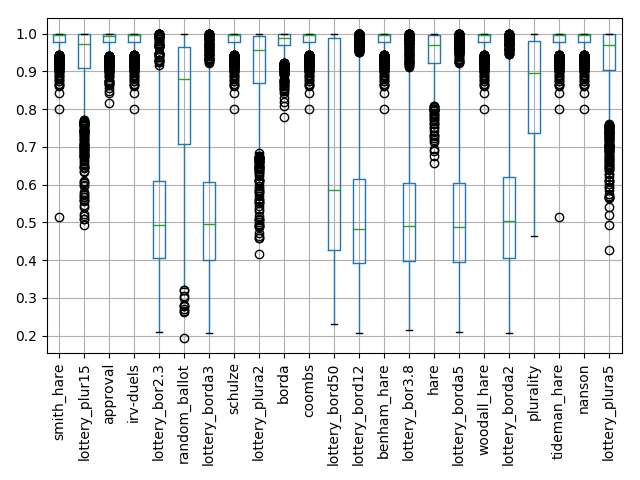 1.0
0.9
0.8
0.7
0.6
0.5
0.4
0.3
0.2
smith_hare
lottery_plur15
approval
irv-duels
lottery_bor2.3
random_ballot
lottery_borda3
schulze
lottery_plura2
borda
coombs
lottery_bord50
lottery_bord12
benham_hare
lottery_bor3.8
hare
lottery_borda5
woodall_hare
lottery_borda2
plurality
tideman_hare
nanson
lottery_plura5